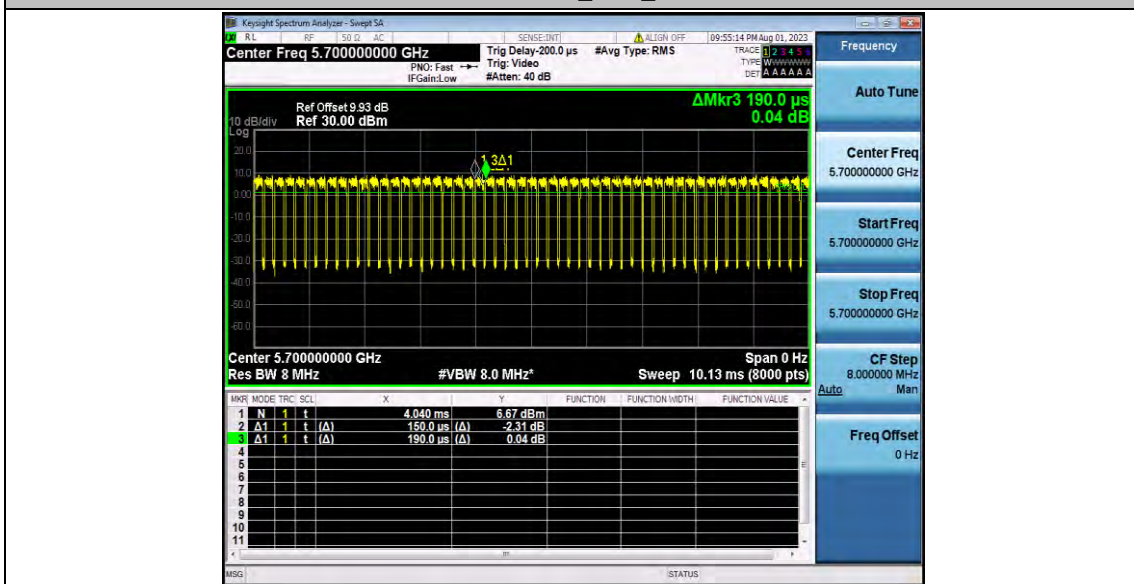 Keysight Spectrum Analyzer - Swept SA
LXI RL RF 50 Ω AC SENSE:INT ALIGN OFF 09:55:14 PM Aug 01, 2023
Center Freq 5.700000000 GHz
PNO: Fast
IFGain:Low
Trig Delay-200.0 µs
Trig: Video
#Atten: 40 dB
#Avg Type: RMS
TRACE 1 2 3 4 5 6
TYPE WWWWWW
DET A A A A A A
Ref Offset 9.93 dB
Ref 30.00 dBm
ΔMkr3 190.0 µs
0.04 dB
10 dB/div
Log
20.0
10.0
0.00
-10.0
-20.0
-30.0
-40.0
-50.0
-60.0
1 3Δ1
Center 5.700000000 GHz Span 0 Hz
Res BW 8 MHz #VBW 8.0 MHz* Sweep 10.13 ms (8000 pts)
MKR MODE TRC SCL X Y FUNCTION FUNCTION WIDTH FUNCTION VALUE
1 N 1 t 4.040 ms 6.67 dBm
2 Δ1 1 t (Δ) 150.0 µs (Δ) -2.31 dB
3 Δ1 1 t (Δ) 190.0 µs (Δ) 0.04 dB
4
5
6
7
8
9
10
11
MSG STATUS
Frequency
Auto Tune
Center Freq
5.700000000 GHz
Start Freq
5.700000000 GHz
Stop Freq
5.700000000 GHz
CF Step
8.000000 MHz
Auto Man
Freq Offset
0 Hz